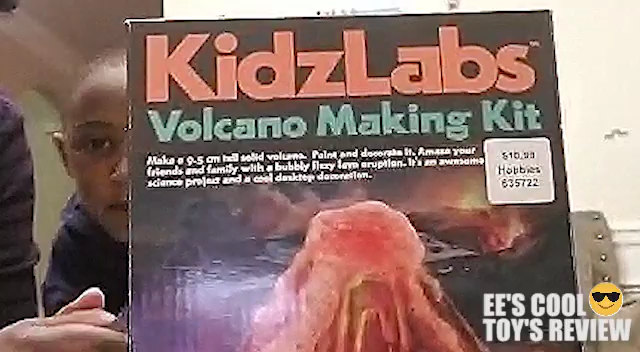 KidzLabs™
Volcano Making Kit
Make a 9.5 cm tall solid volcano. Paint and decorate it. Amaze your
friends and family with a bubbly fizzy lava eruption. It's an awesome
science project and a cool desktop decoration.
$10.99
Hobbies
635722
EE'S COOL
TOY'S REVIEW